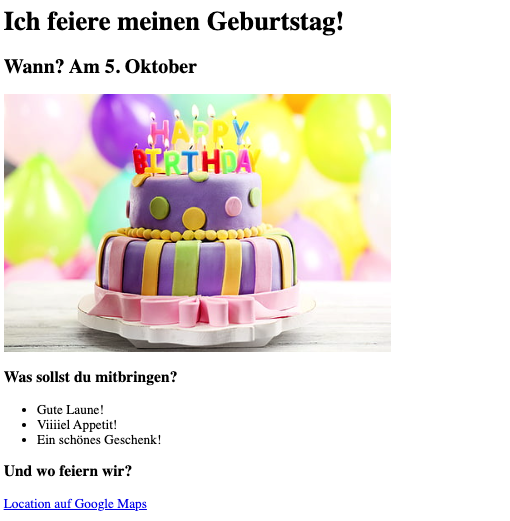 Ich feiere meinen Geburtstag!
Wann? Am 5. Oktober
HAPPY
BIRTHDAY
Was sollst du mitbringen?
Gute Laune!
Viiiiel Appetit!
Ein schönes Geschenk!
Und wo feiern wir?
Location auf Google Maps